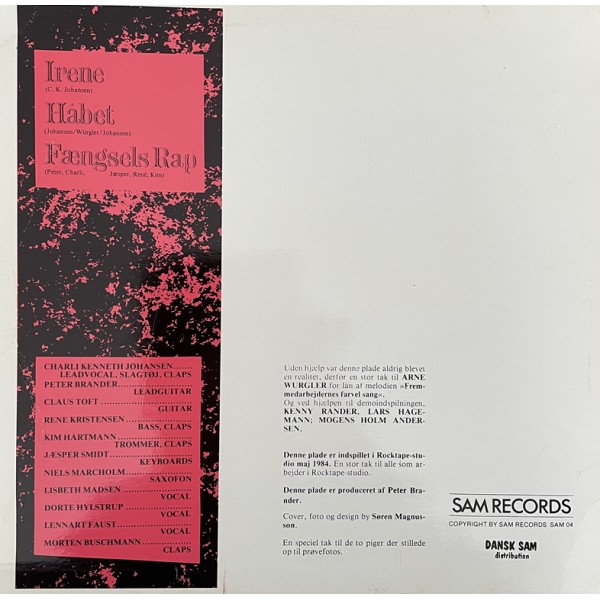 Irene
(C. K. Johansen)
Håbet
(Johansen/Würgler/Johansen)
Fængsels Rap
(Peter, Charli, Jæsper, René, Kim)
CHARLI KENNETH JOHANSEN......
LEADVOCAL, SLAGTØJ, CLAPS
PETER BRANDER....................
LEADGUITAR
CLAUS TOFT........................
GUITAR
RENE KRISTENSEN..................
BASS, CLAPS
KIM HARTMANN....................
TROMMER, CLAPS
JÆSPER SMIDT.....................
KEYBOARDS
NIELS MARCHOLM..................
SAXOFON
LISBETH MADSEN..................
VOCAL
DORTE HYLSTRUP..................
VOCAL
LENNART FAUST...................
VOCAL
MORTEN BUSCHMANN..............
CLAPS
Uden hjælp var denne plade aldrig blevet
en realitet, derfor en stor tak til ARNE
WÜRGLER for lån af melodien »Frem-
medarbejdernes farvel sang«.
Og ved hjælpen til demoindspilningen,
KENNY RANDER, LARS HAGE-
MANN; MOGENS HOLM ANDER-
SEN.
Denne plade er indspillet i Rocktape-stu-
dio maj 1984. En stor tak til alle som ar-
bejder i Rocktape-studio.
Denne plade er produceret af Peter Bra-
nder.
Cover, foto og design by Søren Magnus-
son.
En speciel tak til de to piger der stillede
op til prøvefotos.
SAM RECORDS
COPYRIGHT BY SAM RECORDS SAM 04
DANSK SAM
distribution